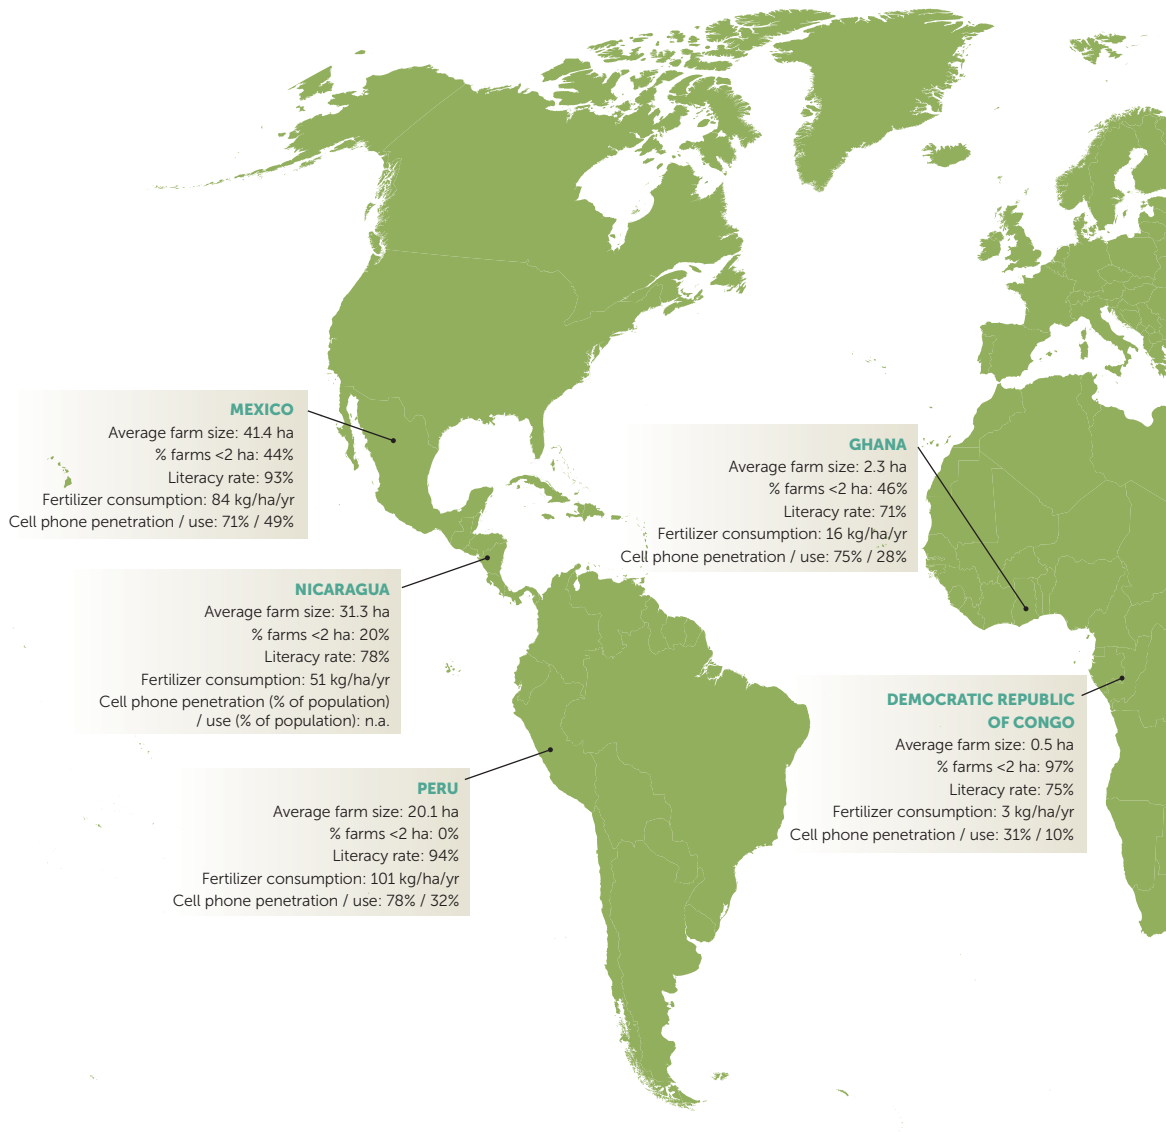 MEXICO
Average farm size: 41.4 ha
% farms <2 ha: 44%
Literacy rate: 93%
Fertilizer consumption: 84 kg/ha/yr
Cell phone penetration / use: 71% / 49%
NICARAGUA
Average farm size: 31.3 ha
% farms <2 ha: 20%
Literacy rate: 78%
Fertilizer consumption: 51 kg/ha/yr
Cell phone penetration (% of population)
/ use (% of population): n.a.
PERU
Average farm size: 20.1 ha
% farms <2 ha: 0%
Literacy rate: 94%
Fertilizer consumption: 101 kg/ha/yr
Cell phone penetration / use: 78% / 32%
GHANA
Average farm size: 2.3 ha
% farms <2 ha: 46%
Literacy rate: 71%
Fertilizer consumption: 16 kg/ha/yr
Cell phone penetration / use: 75% / 28%
DEMOCRATIC REPUBLIC
OF CONGO
Average farm size: 0.5 ha
% farms <2 ha: 97%
Literacy rate: 75%
Fertilizer consumption: 3 kg/ha/yr
Cell phone penetration / use: 31% / 10%